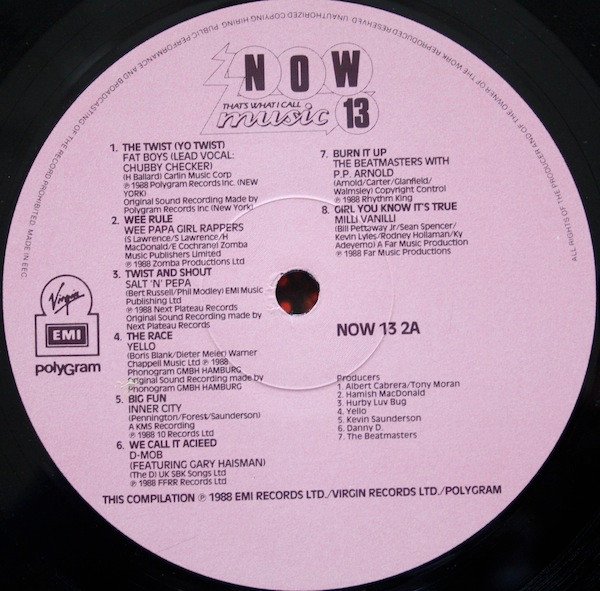 ALL RIGHTS OF THE PRODUCER AND OF THE OWNER OF THE WORK REPRODUCED RESERVED. UNAUTHORIZED COPYING HIRING PUBLIC PERFORMANCE AND BROADCASTING OF THE RECORD PROHIBITED. MADE IN EEC.
NOW
THAT'S WHAT I CALL
music 13
1. THE TWIST (YO TWIST)
FAT BOYS (LEAD VOCAL:
CHUBBY CHECKER)
(H Ballard) Carlin Music Corp
℗ 1988 Polygram Records Inc. (NEW
YORK)
Original Sound Recording Made by
Polygram Records Inc (New York)
2. WEE RULE
WEE PAPA GIRL RAPPERS
(S Lawrence/S Lawrence/H
MacDonald/E Cochrane) Zomba
Music Publishers Limited
℗ 1988 Zomba Productions Ltd
3. TWIST AND SHOUT
SALT 'N' PEPA
(Bert Russell/Phil Modley) EMI Music
Publishing Ltd
℗ 1988 Next Plateau Records
Original Sound Recording made by
Next Plateau Records
4. THE RACE
YELLO
(Boris Blank/Dieter Meier) Warner
Chappell Music Ltd ℗ 1988
Phonogram GMBH HAMBURG
Original Sound Recording made by
Phonogram GMBH HAMBURG
5. BIG FUN
INNER CITY
(Pennington/Forest/Saunderson)
A KMS Recording
℗ 1988 10 Records Ltd
6. WE CALL IT ACIEED
D-MOB
(FEATURING GARY HAISMAN)
(The D) UK SBK Songs Ltd
℗ 1988 FFRR Records Ltd
7. BURN IT UP
THE BEATMASTERS WITH
P.P. ARNOLD
(Arnold/Carter/Glanfield/
Walmsley) Copyright Control
℗ 1988 Rhythm King
8. GIRL YOU KNOW IT'S TRUE
MILLI VANILLI
(Bill Pettaway Jr/Sean Spencer/
Kevin Lyles/Rodney Hollaman/Ky
Adeyemo) A Far Music Production
℗ 1988 Far Music Productions
Virgin
EMI
polyGram
NOW 13 2A
Producers
1. Albert Cabrera/Tony Moran
2. Hamish MacDonald
3. Hurby Luv Bug
4. Yello
5. Kevin Saunderson
6. Danny D.
7. The Beatmasters
THIS COMPILATION ℗ 1988 EMI RECORDS LTD./VIRGIN RECORDS LTD./POLYGRAM